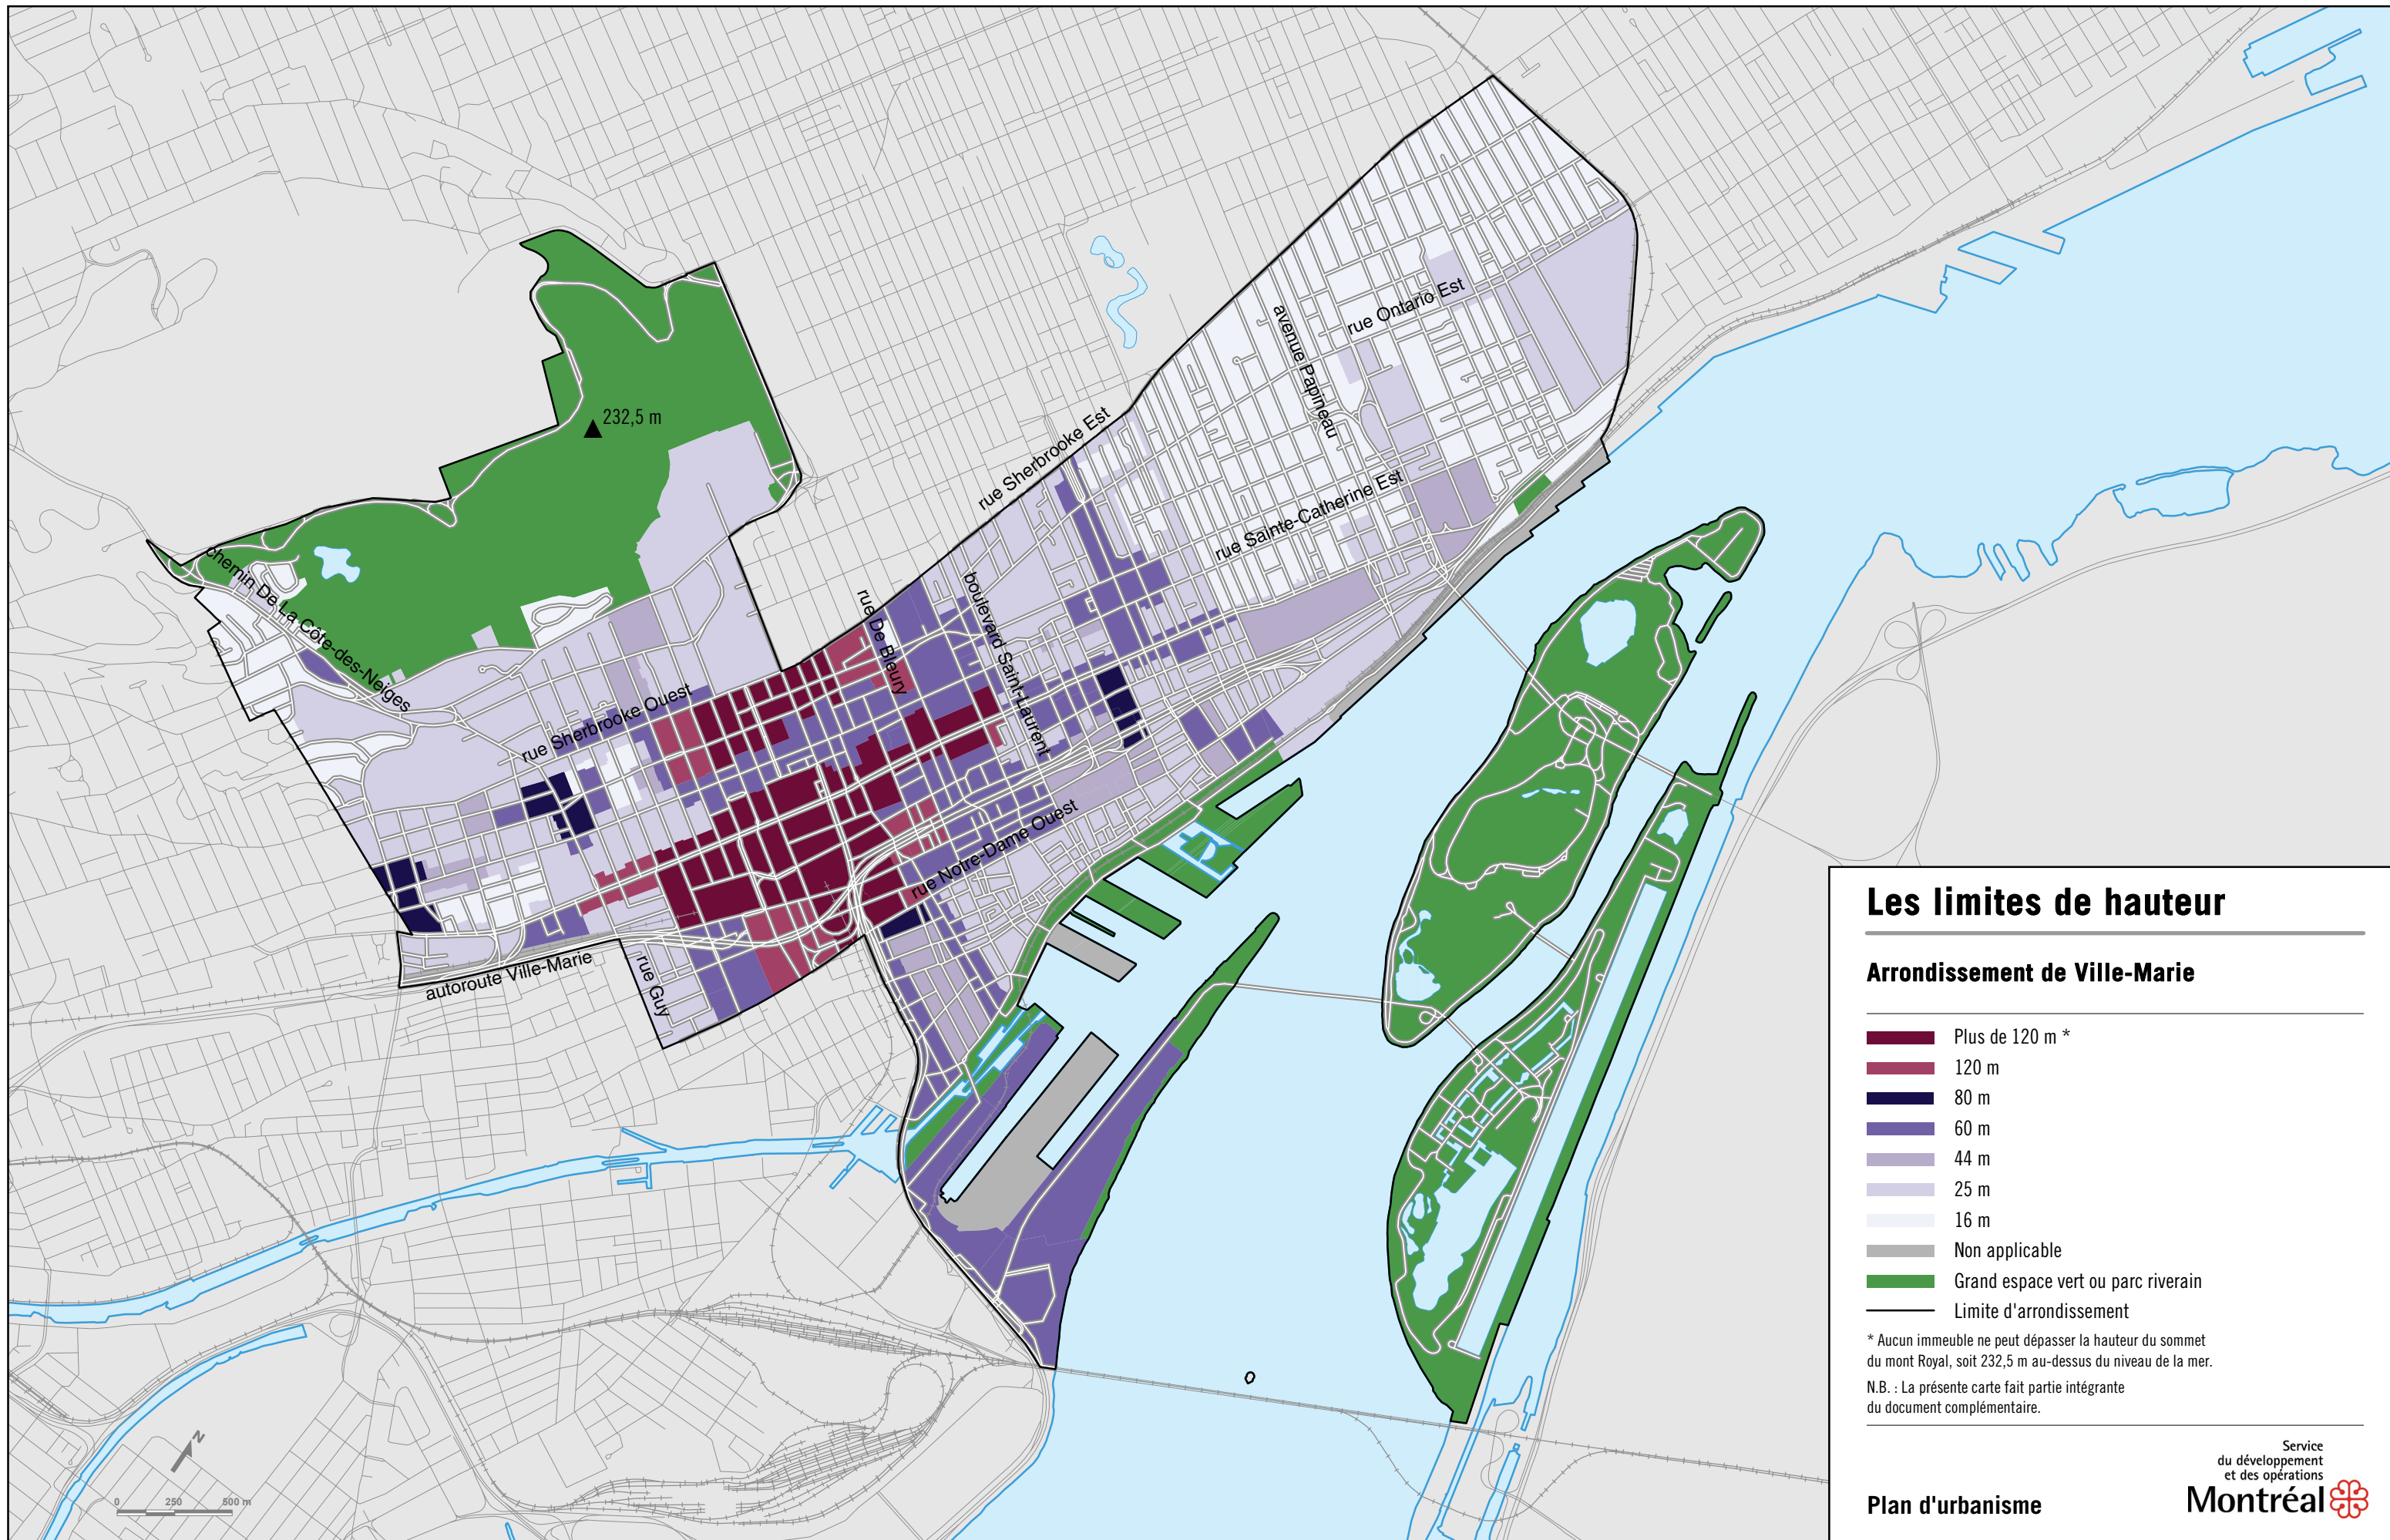 232,5 m
chemin De La Côte-des-Neiges
rue Sherbrooke Ouest
rue De Bleury
rue Sherbrooke Est
boulevard Saint-Laurent
avenue Papineau
rue Ontario Est
rue Sainte-Catherine Est
rue Notre-Dame Ouest
autoroute Ville-Marie
rue Guy
N
0 250 500 m
Les limites de hauteur
Arrondissement de Ville-Marie
Plus de 120 m *
120 m
80 m
60 m
44 m
25 m
16 m
Non applicable
Grand espace vert ou parc riverain
Limite d'arrondissement
* Aucun immeuble ne peut dépasser la hauteur du sommet
du mont Royal, soit 232,5 m au-dessus du niveau de la mer.
N.B. : La présente carte fait partie intégrante
du document complémentaire.
Service
du développement
et des opérations
Montréal
Plan d'urbanisme